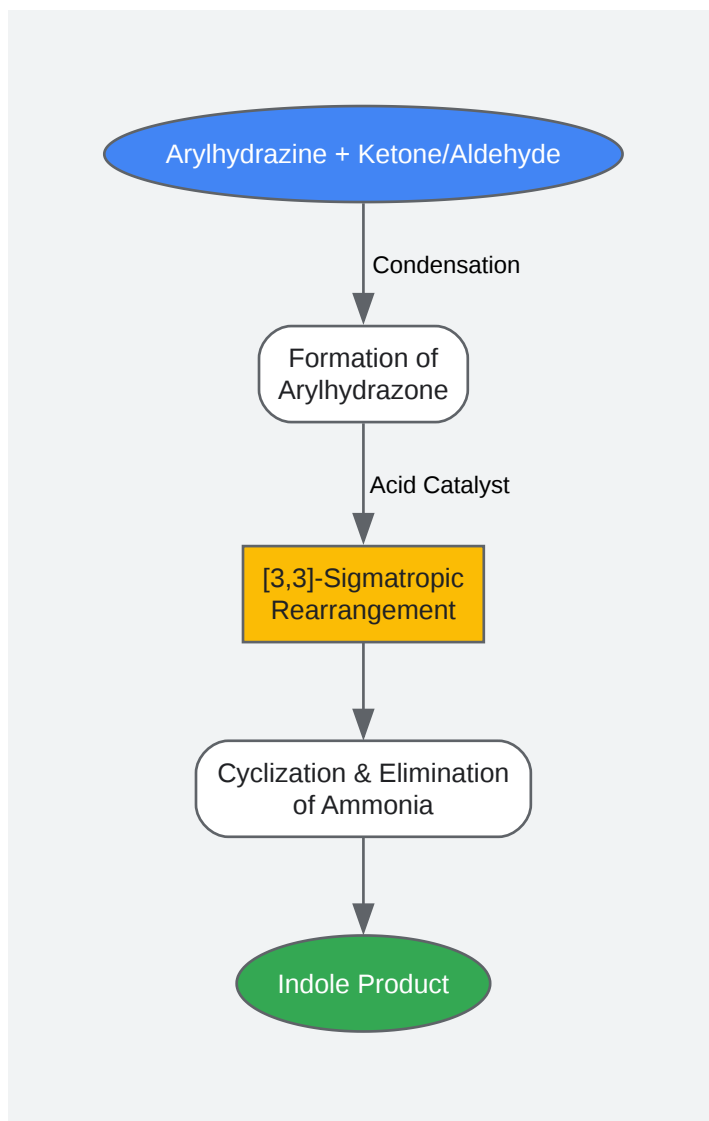 Arylhydrazine + Ketone/Aldehyde
Condensation
Formation of
Arylhydrazone
Acid Catalyst
[3,3]-Sigmatropic
Rearrangement
Cyclization & Elimination
of Ammonia
Indole Product